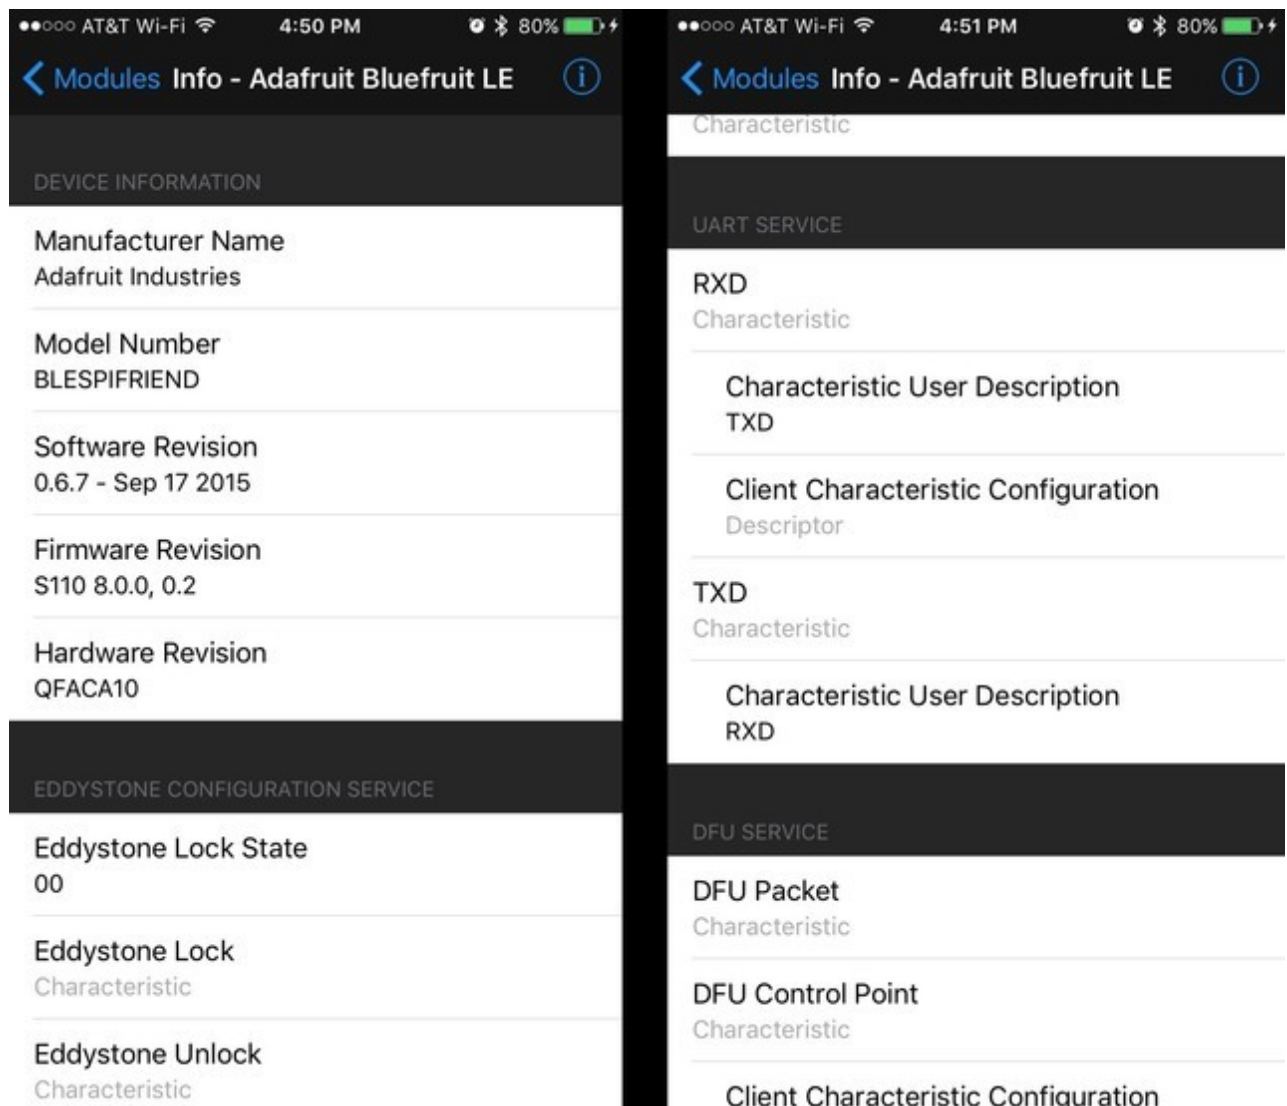 AT&T Wi-Fi 4:50 PM 80%
Modules Info - Adafruit Bluefruit LE
DEVICE INFORMATION
Manufacturer Name
Adafruit Industries
Model Number
BLESPIFRIEND
Software Revision
0.6.7 - Sep 17 2015
Firmware Revision
S110 8.0.0, 0.2
Hardware Revision
QFACA10
EDDYSTONE CONFIGURATION SERVICE
Eddystone Lock State
00
Eddystone Lock
Characteristic
Eddystone Unlock
Characteristic
AT&T Wi-Fi 4:51 PM 80%
Modules Info - Adafruit Bluefruit LE
Characteristic
UART SERVICE
RXD
Characteristic
Characteristic User Description
TXD
Client Characteristic Configuration
Descriptor
TXD
Characteristic
Characteristic User Description
RXD
DFU SERVICE
DFU Packet
Characteristic
DFU Control Point
Characteristic
Client Characteristic Configuration